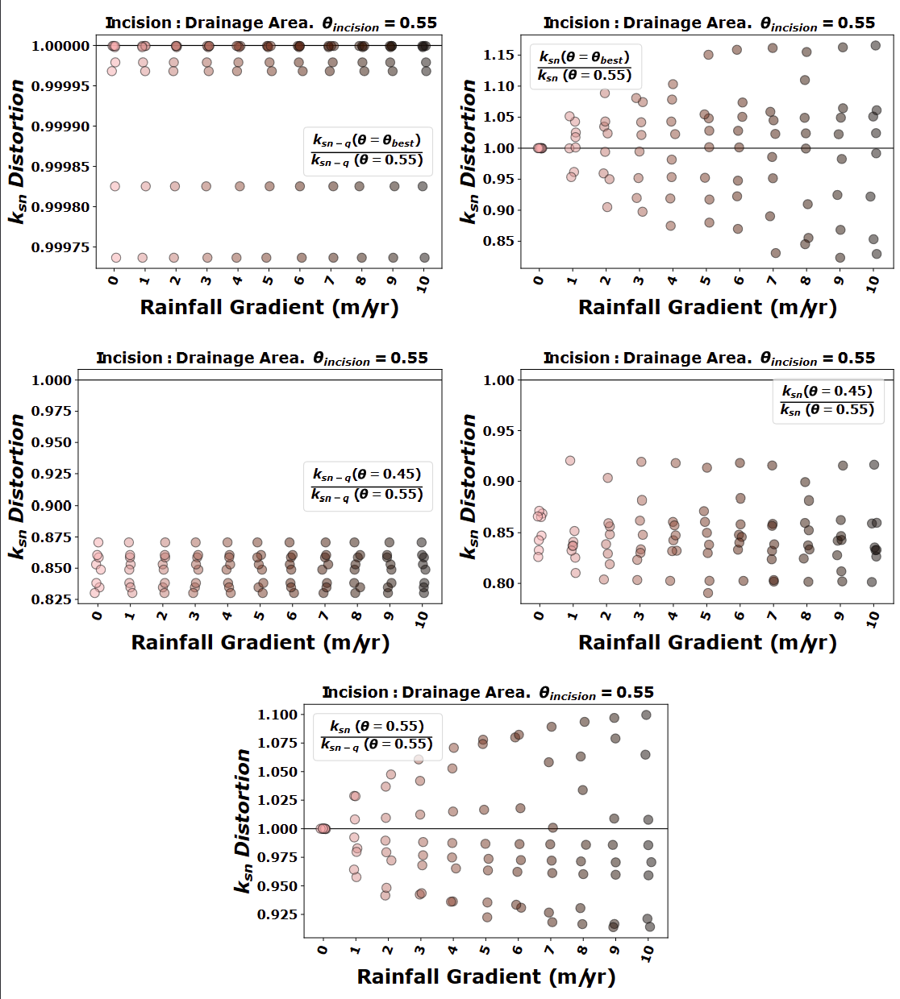 Incision : Drainage Area. θincision = 0.55
1.00000
0.99995
0.99990
0.99985
0.99980
0.99975
ksn Distortion
ksn−q(θ = θbest)
ksn−q (θ = 0.55)
0 1 2 3 4 5 6 7 8 9 10
Rainfall Gradient (m/yr)
Incision : Drainage Area. θincision = 0.55
1.15
1.10
1.05
1.00
0.95
0.90
0.85
ksn Distortion
ksn(θ = θbest)
ksn (θ = 0.55)
0 1 2 3 4 5 6 7 8 9 10
Rainfall Gradient (m/yr)
Incision : Drainage Area. θincision = 0.55
1.000
0.975
0.950
0.925
0.900
0.875
0.850
0.825
ksn Distortion
ksn−q(θ = 0.45)
ksn−q (θ = 0.55)
0 1 2 3 4 5 6 7 8 9 10
Rainfall Gradient (m/yr)
Incision : Drainage Area. θincision = 0.55
1.00
0.95
0.90
0.85
0.80
ksn Distortion
ksn(θ = 0.45)
ksn (θ = 0.55)
0 1 2 3 4 5 6 7 8 9 10
Rainfall Gradient (m/yr)
Incision : Drainage Area. θincision = 0.55
1.100
1.075
1.050
1.025
1.000
0.975
0.950
0.925
ksn Distortion
ksn (θ = 0.55)
ksn−q (θ = 0.55)
0 1 2 3 4 5 6 7 8 9 10
Rainfall Gradient (m/yr)